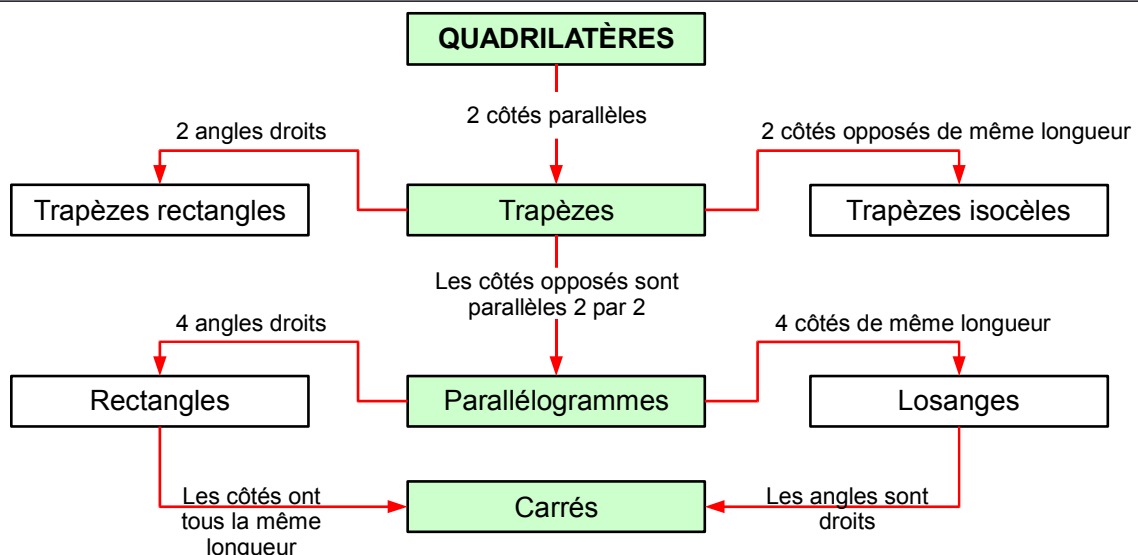 QUADRILATÈRES
2 côtés parallèles
2 angles droits
2 côtés opposés de même longueur
Trapèzes rectangles
Trapèzes
Trapèzes isocèles
Les côtés opposés sont
parallèles 2 par 2
4 angles droits
4 côtés de même longueur
Rectangles
Parallélogrammes
Losanges
Les côtés ont
tous la même
longueur
Carrés
Les angles sont
droits